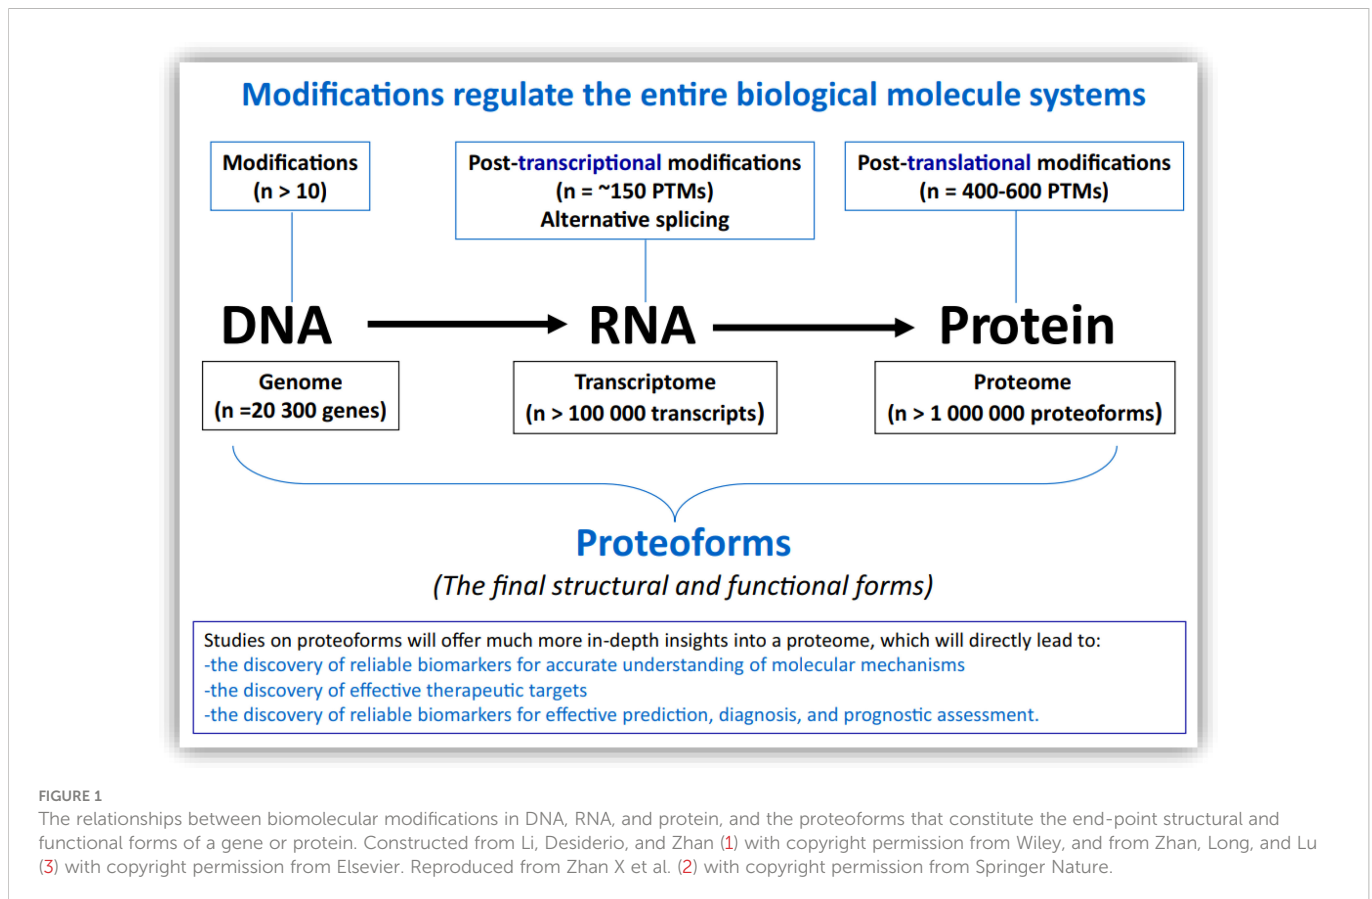 Modifications regulate the entire biological molecule systems
Modifications
(n > 10)
Post-transcriptional modifications
(n = ~150 PTMs)
Alternative splicing
Post-translational modifications
(n = 400-600 PTMs)
DNA
RNA
Protein
Genome
(n =20 300 genes)
Transcriptome
(n > 100 000 transcripts)
Proteome
(n > 1 000 000 proteoforms)
Proteoforms
(The final structural and functional forms)
Studies on proteoforms will offer much more in-depth insights into a proteome, which will directly lead to:
-the discovery of reliable biomarkers for accurate understanding of molecular mechanisms
-the discovery of effective therapeutic targets
-the discovery of reliable biomarkers for effective prediction, diagnosis, and prognostic assessment.
FIGURE 1
The relationships between biomolecular modifications in DNA, RNA, and protein, and the proteoforms that constitute the end-point structural and
functional forms of a gene or protein. Constructed from Li, Desiderio, and Zhan (1) with copyright permission from Wiley, and from Zhan, Long, and Lu
(3) with copyright permission from Elsevier. Reproduced from Zhan X et al. (2) with copyright permission from Springer Nature.